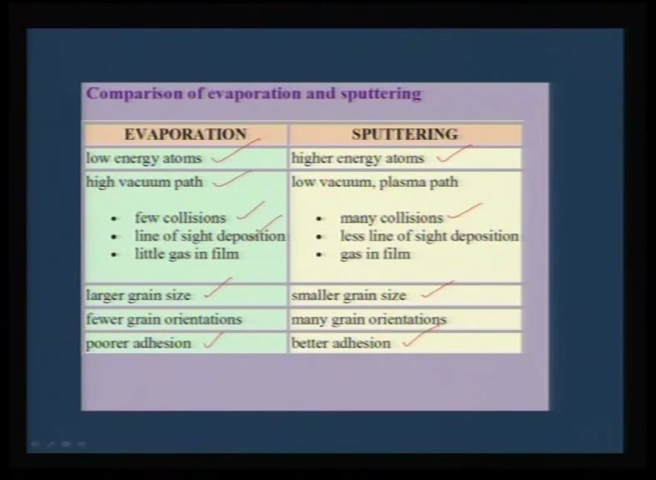 Comparison of evaporation and sputtering
EVAPORATION
SPUTTERING
low energy atoms
higher energy atoms
high vacuum path
low vacuum, plasma path
• few collisions
• many collisions
• line of sight deposition
• less line of sight deposition
• little gas in film
• gas in film
larger grain size
smaller grain size
fewer grain orientations
many grain orientations
poorer adhesion
better adhesion